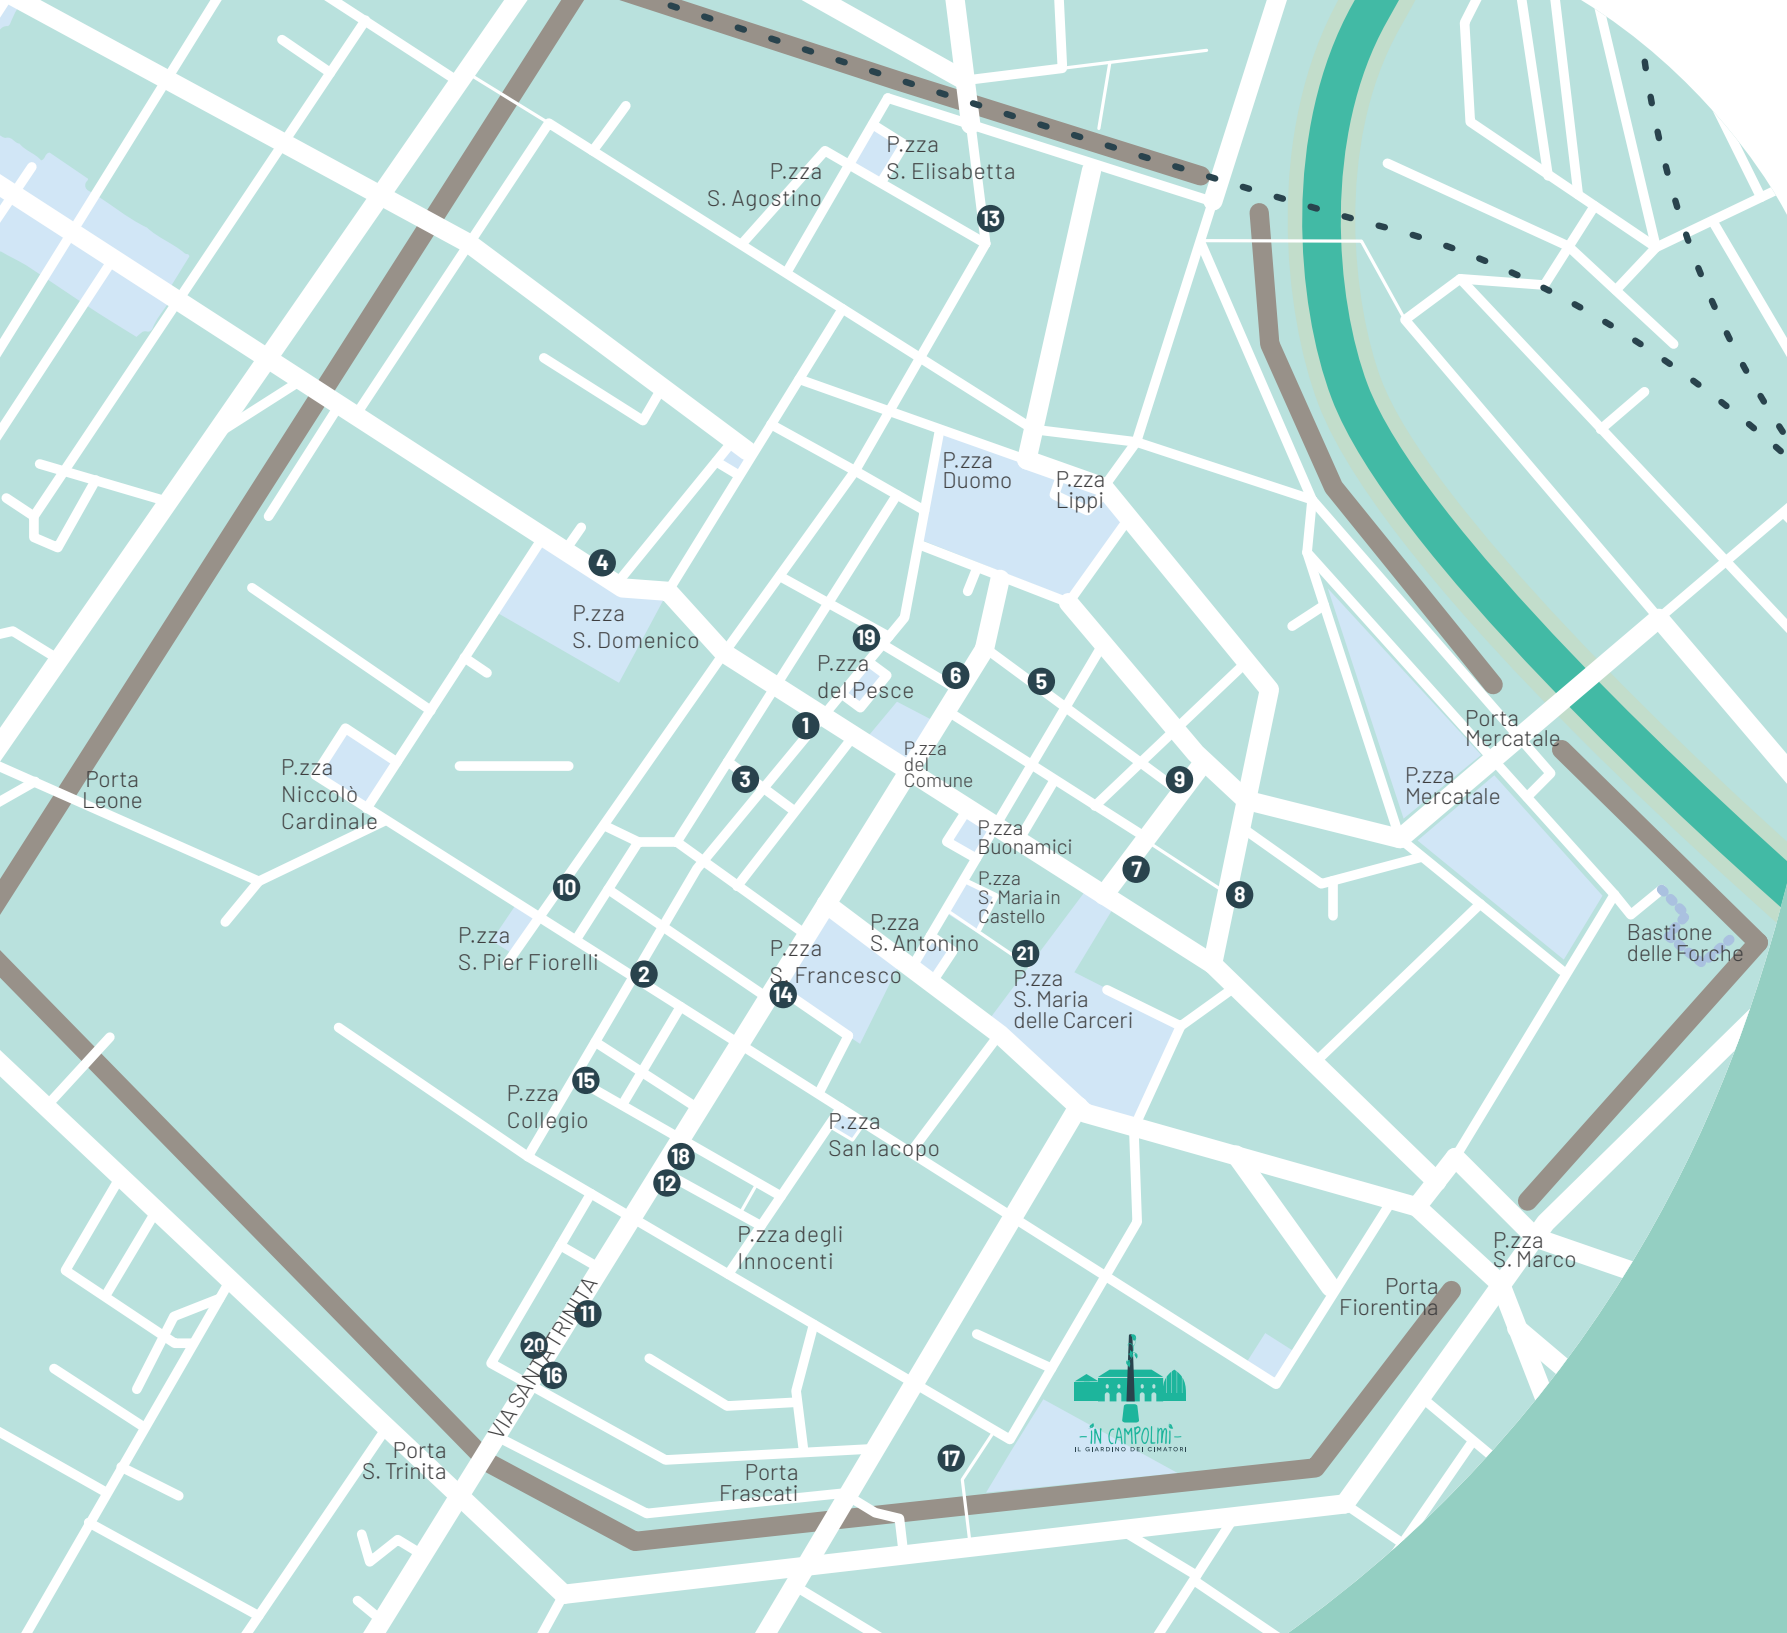 P.zza
S. Elisabetta
P.zza
S. Agostino
13
P.zza
Duomo
P.zza
Lippi
4
P.zza
S. Domenico
19
P.zza
del Pesce
6
5
1
P.zza
del
Comune
3
9
Porta
Mercatale
P.zza
Mercatale
Porta
Leone
P.zza
Niccolò
Cardinale
P.zza
Buonamici
7
8
10
P.zza
S. Maria in
Castello
P.zza
S. Antonino
21
P.zza
S. Pier Fiorelli
2
P.zza
S. Francesco
14
P.zza
S. Maria
delle Carceri
Bastione
delle Forche
15
P.zza
Collegio
P.zza
San Iacopo
18
12
P.zza degli
Innocenti
P.zza
S. Marco
Porta
Fiorentina
VIA SANTA TRINITA
11
20
16
-IN CAMPOLMI-
IL GIARDINO DEI CIMATORI
17
Porta
S. Trinita
Porta
Frascati